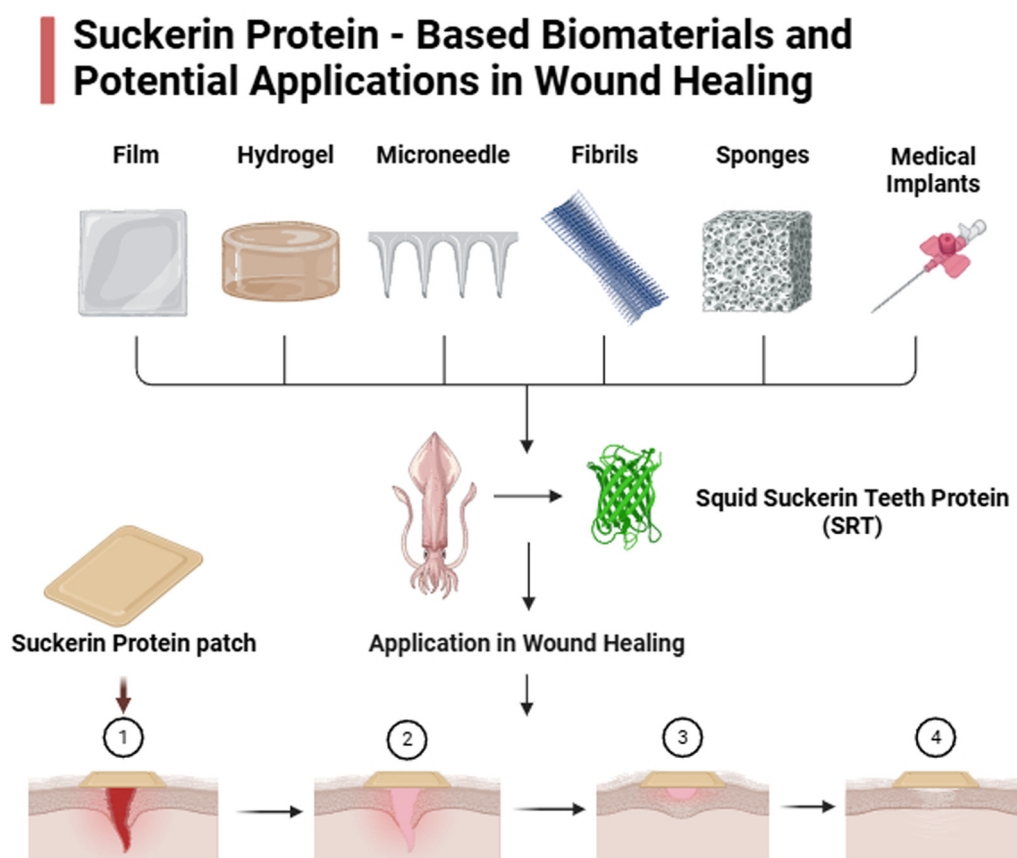 Suckerin Protein - Based Biomaterials and
Potential Applications in Wound Healing
Film
Hydrogel
Microneedle
Fibrils
Sponges
Medical
Implants
Squid Suckerin Teeth Protein
(SRT)
Suckerin Protein patch
Application in Wound Healing
1
2
3
4